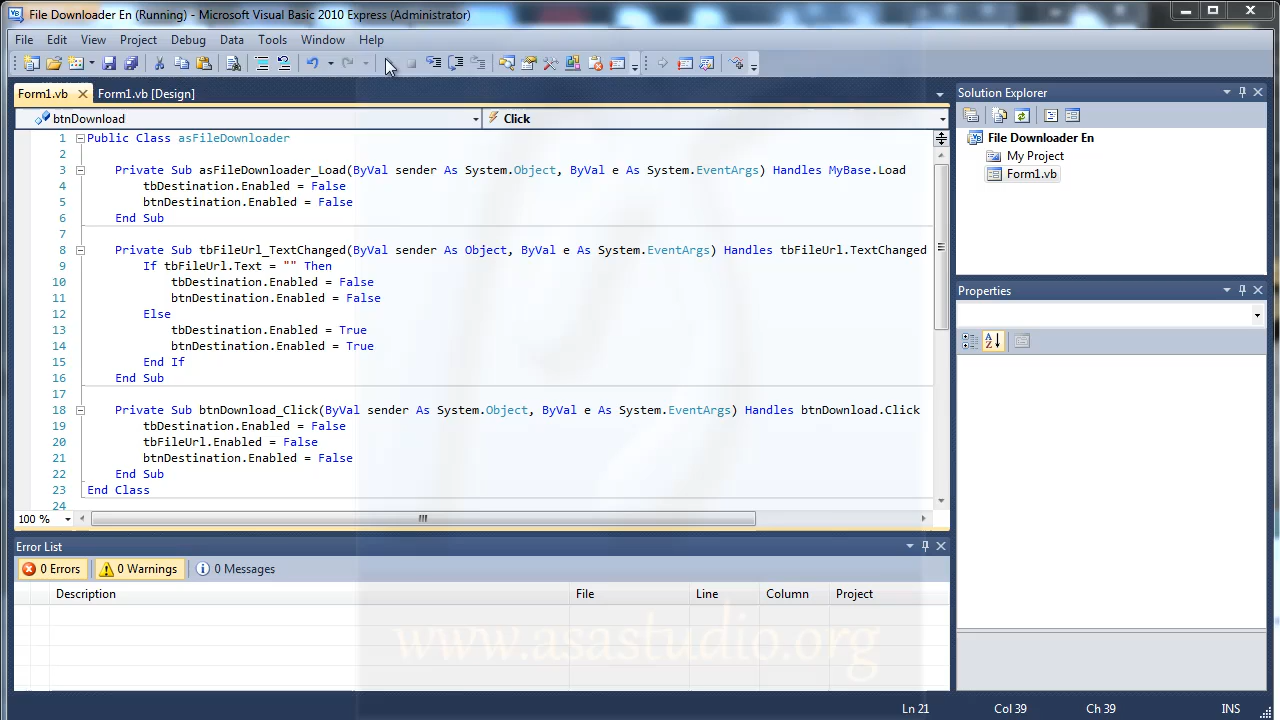 File Downloader En (Running) - Microsoft Visual Basic 2010 Express (Administrator)
File Edit View Project Debug Data Tools Window Help
Form1.vb Form1.vb [Design]
btnDownload Click
1 Public Class asFileDownloader
2
3 Private Sub asFileDownloader_Load(ByVal sender As System.Object, ByVal e As System.EventArgs) Handles MyBase.Load
4 tbDestination.Enabled = False
5 btnDestination.Enabled = False
6 End Sub
7
8 Private Sub tbFileUrl_TextChanged(ByVal sender As Object, ByVal e As System.EventArgs) Handles tbFileUrl.TextChanged
9 If tbFileUrl.Text = "" Then
10 tbDestination.Enabled = False
11 btnDestination.Enabled = False
12 Else
13 tbDestination.Enabled = True
14 btnDestination.Enabled = True
15 End If
16 End Sub
17
18 Private Sub btnDownload_Click(ByVal sender As System.Object, ByVal e As System.EventArgs) Handles btnDownload.Click
19 tbDestination.Enabled = False
20 tbFileUrl.Enabled = False
21 btnDestination.Enabled = False
22 End Sub
23 End Class
24
100 %
Solution Explorer
File Downloader En
My Project
Form1.vb
Properties
Error List
0 Errors 0 Warnings 0 Messages
Description File Line Column Project
www.asastudio.org
Ln 21 Col 39 Ch 39 INS